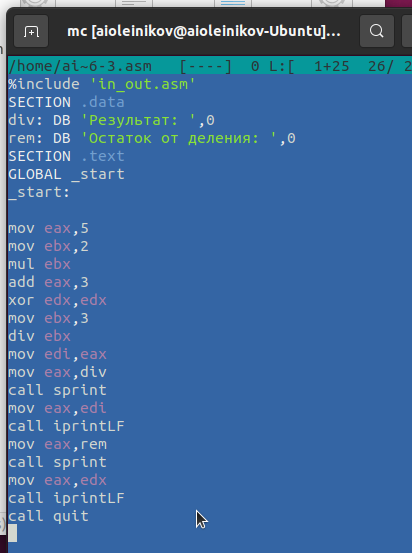 mc [aioleinikov@aioleinikov-Ubuntu]...
/home/ai~6-3.asm [----] 0 L:[ 1+25 26/ 2
%include 'in_out.asm'
SECTION .data
div: DB 'Результат: ',0
rem: DB 'Остаток от деления: ',0
SECTION .text
GLOBAL _start
_start:
mov eax,5
mov ebx,2
mul ebx
add eax,3
xor edx,edx
mov ebx,3
div ebx
mov edi,eax
mov eax,div
call sprint
mov eax,edi
call iprintLF
mov eax,rem
call sprint
mov eax,edx
call iprintLF
call quit